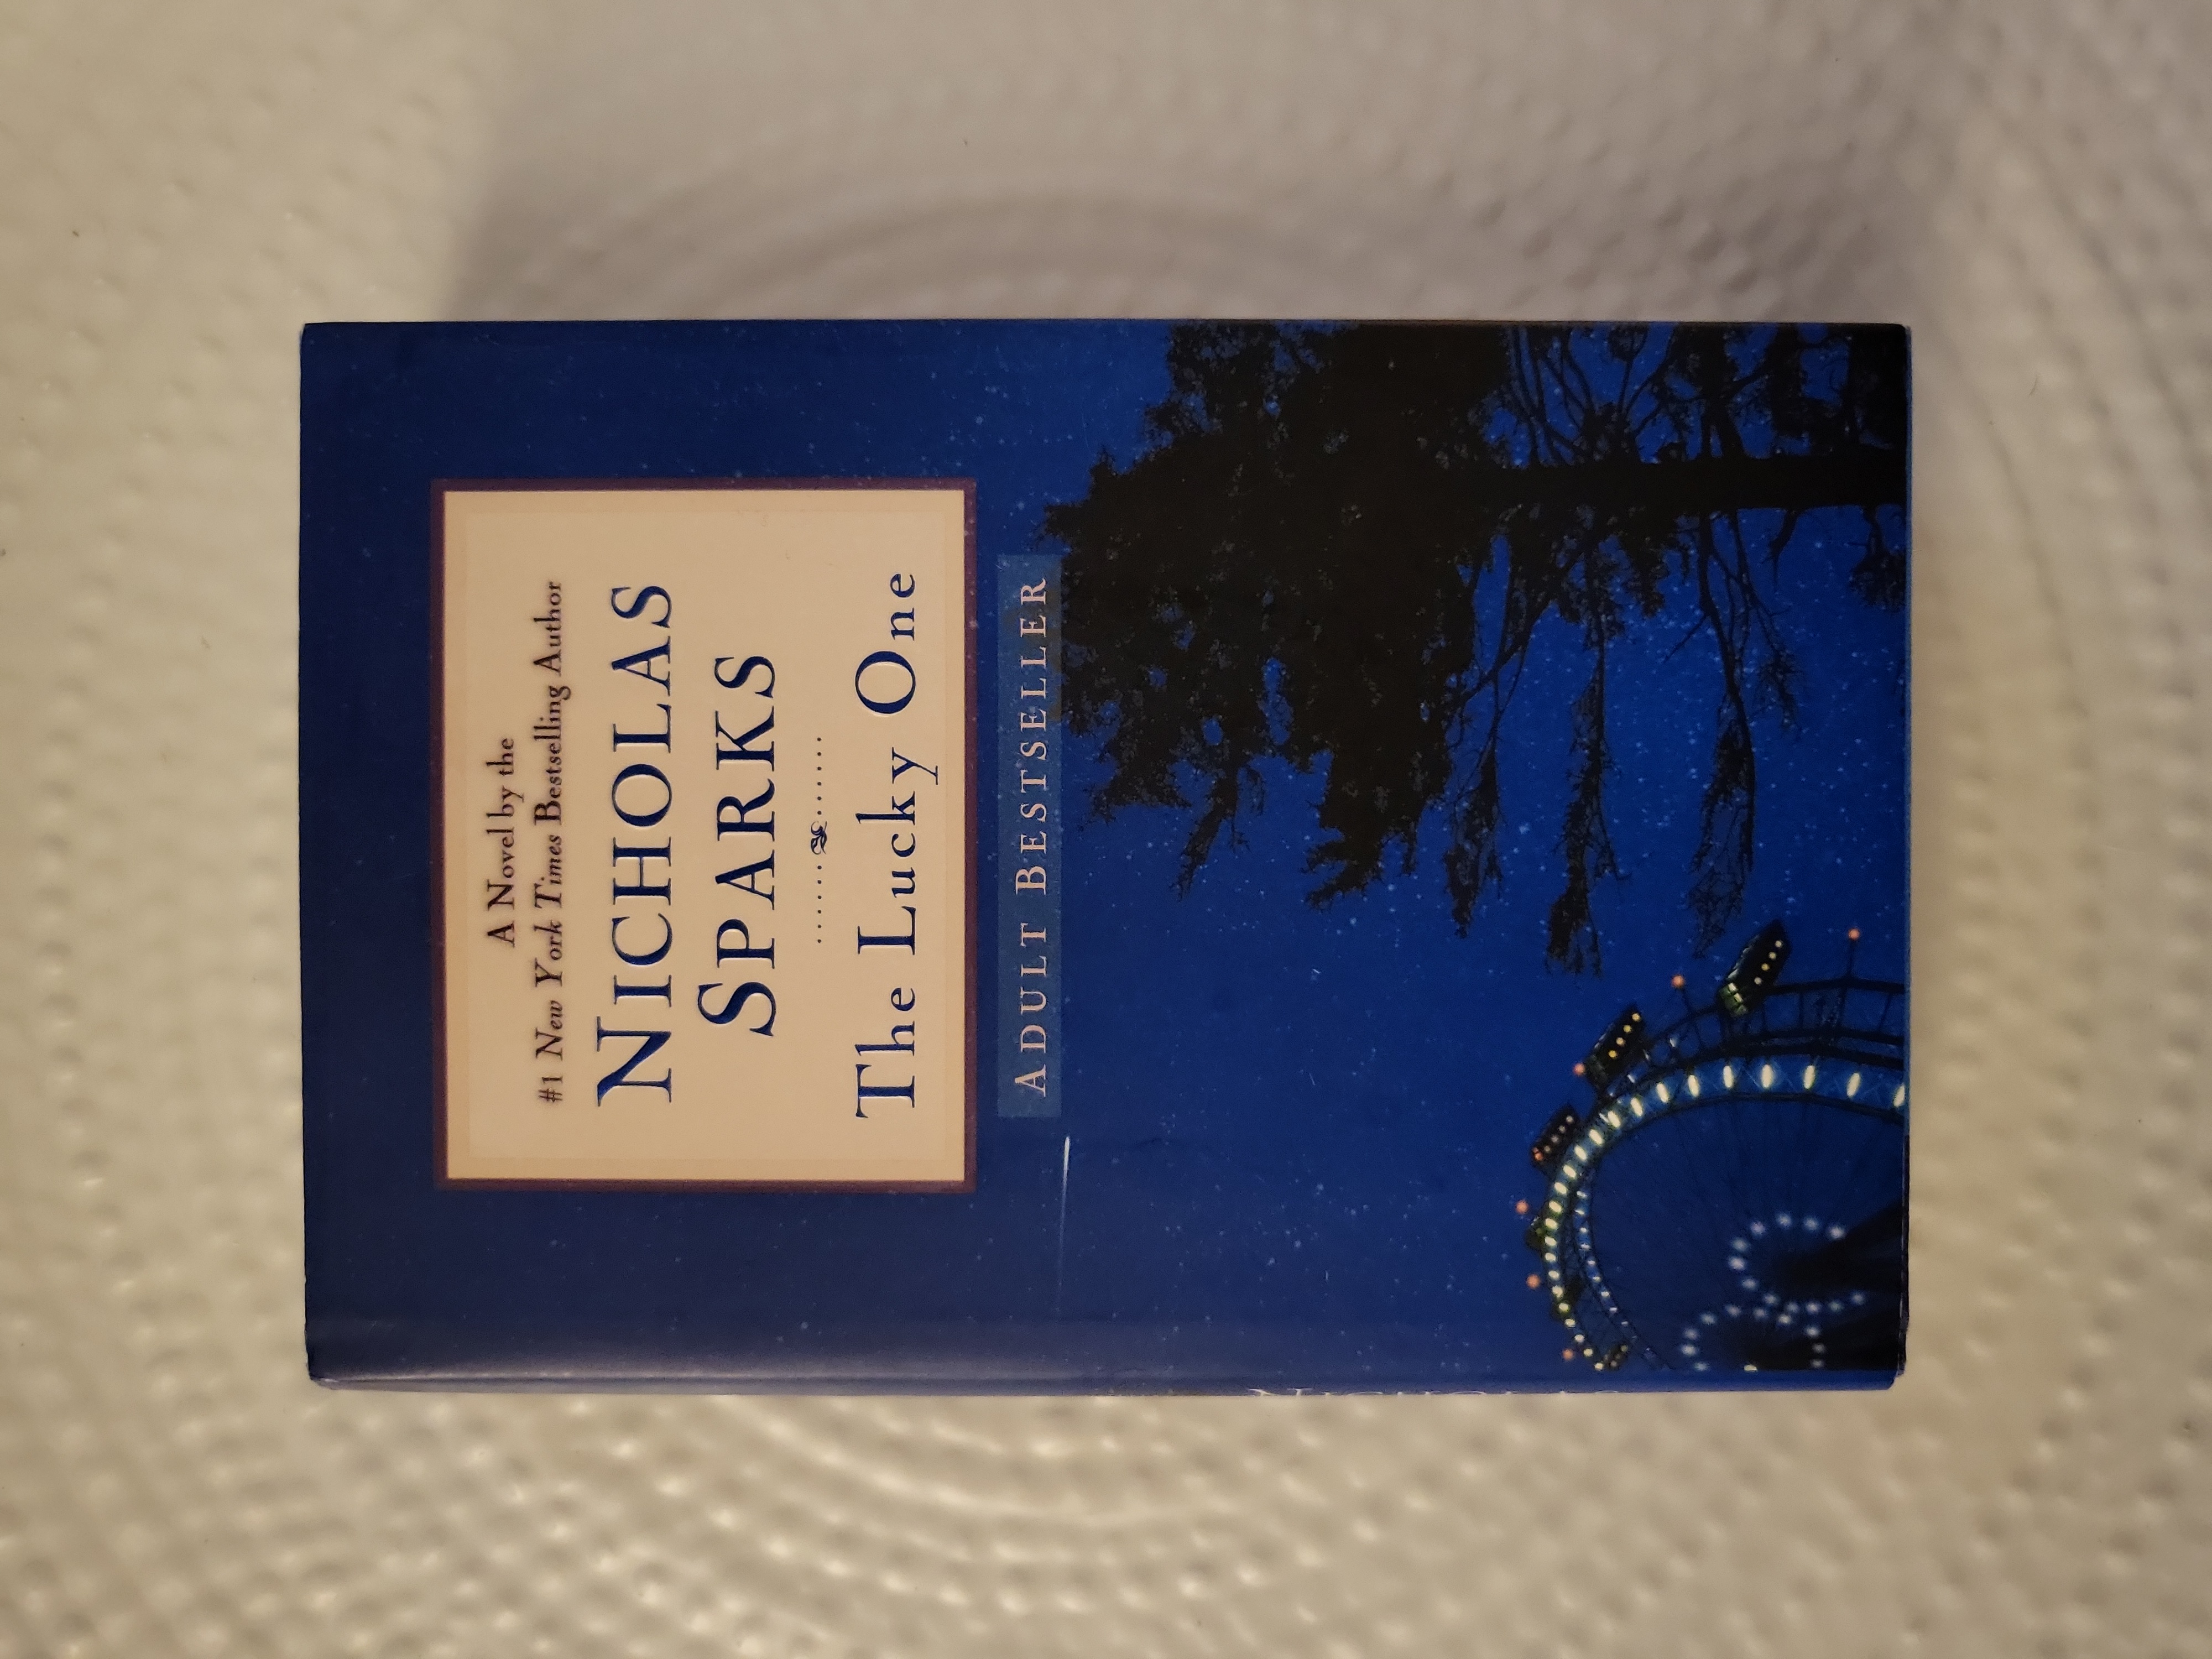 A Novel by the
#1 New York Times Bestselling Author
NICHOLAS
SPARKS
The Lucky One
ADULT BESTSELLER